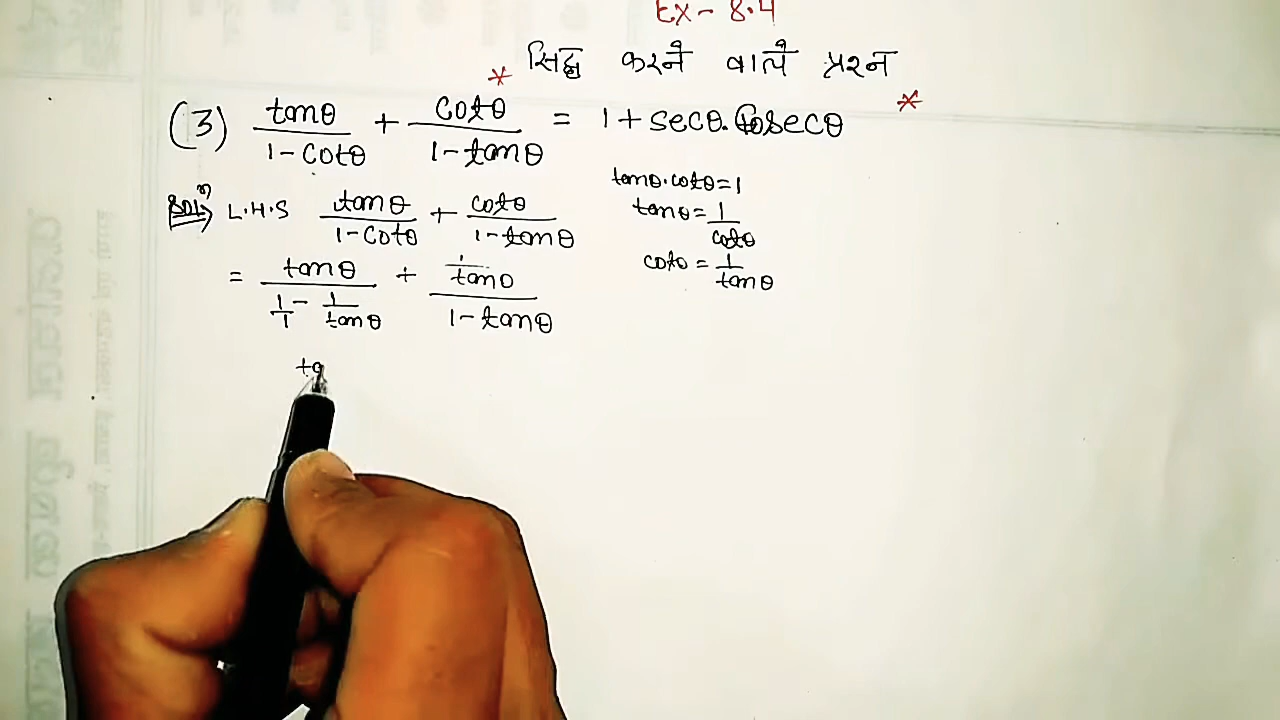 Ex - 8.4
सिद्ध करने वाले प्रश्न
(3) tanθ/1-cotθ + cotθ/1-tanθ = 1 + secθ.cosecθ
Solⁿ L.H.S tanθ/1-cotθ + cotθ/1-tanθ
= tanθ/(1/1 - 1/tanθ) + (1/tanθ)/1-tanθ
ta
tanθ.cotθ=1
tanθ = 1/cotθ
cotθ = 1/tanθ